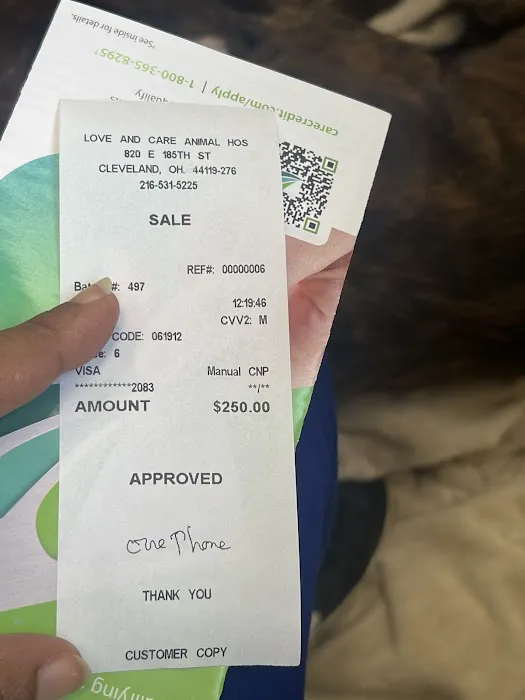 LOVE AND CARE ANIMAL HOS
820 E 185TH ST
CLEVELAND, OH. 44119-276
216-531-5225
SALE
REF#: 00000006
#: 497
12:19:46
CVV2: M
CODE: 061912
: 6
VISA Manual CNP
************2083 **/**
AMOUNT $250.00
APPROVED
One Phone
THANK YOU
CUSTOMER COPY
carecredit.com/apply | 1-800-365-8295†
*See inside for details.